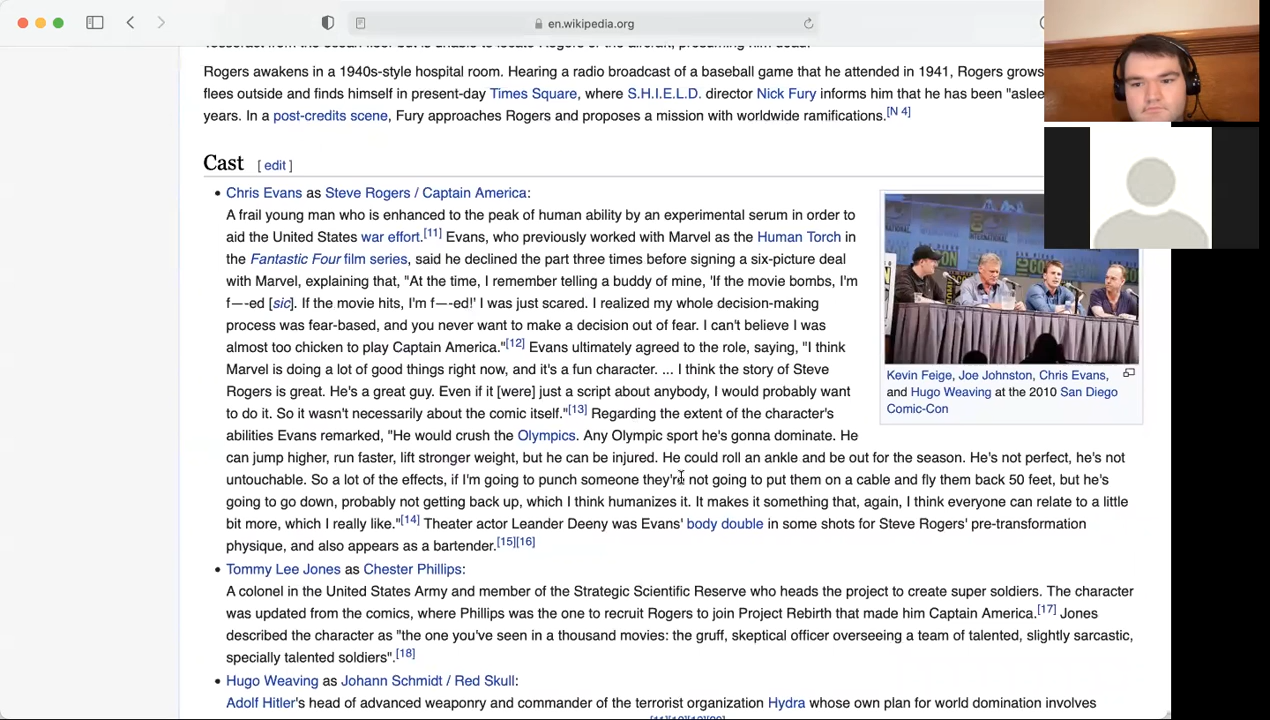 en.wikipedia.org
Rogers awakens in a 1940s-style hospital room. Hearing a radio broadcast of a baseball game that he attended in 1941, Rogers grows
flees outside and finds himself in present-day Times Square, where S.H.I.E.L.D. director Nick Fury informs him that he has been "aslee
years. In a post-credits scene, Fury approaches Rogers and proposes a mission with worldwide ramifications.[N 4]
Cast [ edit ]
• Chris Evans as Steve Rogers / Captain America:
A frail young man who is enhanced to the peak of human ability by an experimental serum in order to
aid the United States war effort.[11] Evans, who previously worked with Marvel as the Human Torch in
the Fantastic Four film series, said he declined the part three times before signing a six-picture deal
with Marvel, explaining that, "At the time, I remember telling a buddy of mine, 'If the movie bombs, I'm
f—-ed [sic]. If the movie hits, I'm f—-ed!' I was just scared. I realized my whole decision-making
process was fear-based, and you never want to make a decision out of fear. I can't believe I was
almost too chicken to play Captain America."[12] Evans ultimately agreed to the role, saying, "I think
Marvel is doing a lot of good things right now, and it's a fun character. ... I think the story of Steve
Rogers is great. He's a great guy. Even if it [were] just a script about anybody, I would probably want
to do it. So it wasn't necessarily about the comic itself."[13] Regarding the extent of the character's
abilities Evans remarked, "He would crush the Olympics. Any Olympic sport he's gonna dominate. He
can jump higher, run faster, lift stronger weight, but he can be injured. He could roll an ankle and be out for the season. He's not perfect, he's not
untouchable. So a lot of the effects, if I'm going to punch someone they're not going to put them on a cable and fly them back 50 feet, but he's
going to go down, probably not getting back up, which I think humanizes it. It makes it something that, again, I think everyone can relate to a little
bit more, which I really like."[14] Theater actor Leander Deeny was Evans' body double in some shots for Steve Rogers' pre-transformation
physique, and also appears as a bartender.[15][16]
Kevin Feige, Joe Johnston, Chris Evans,
and Hugo Weaving at the 2010 San Diego
Comic-Con
• Tommy Lee Jones as Chester Phillips:
A colonel in the United States Army and member of the Strategic Scientific Reserve who heads the project to create super soldiers. The character
was updated from the comics, where Phillips was the one to recruit Rogers to join Project Rebirth that made him Captain America.[17] Jones
described the character as "the one you've seen in a thousand movies: the gruff, skeptical officer overseeing a team of talented, slightly sarcastic,
specially talented soldiers".[18]
• Hugo Weaving as Johann Schmidt / Red Skull:
Adolf Hitler's head of advanced weaponry and commander of the terrorist organization Hydra whose own plan for world domination involves